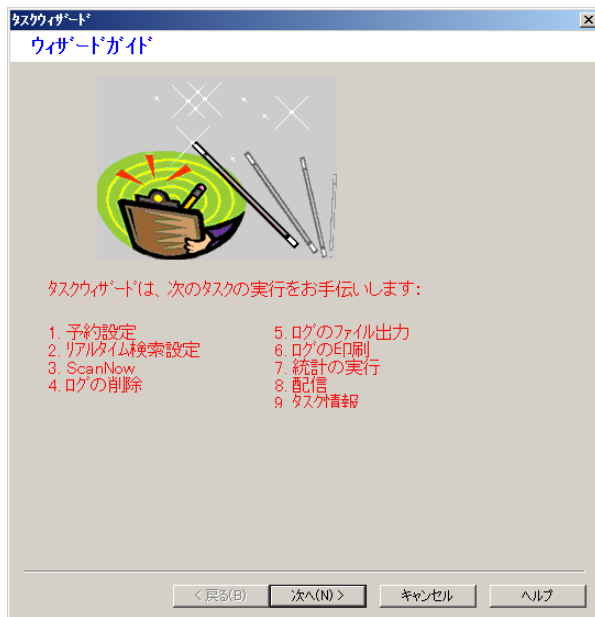 タスクウィザード
ウィザードガイド
タスクウィザードは、次のタスクの実行をお手伝いします:
1. 予約設定
2. リアルタイム検索設定
3. ScanNow
4. ログの削除
5. ログのファイル出力
6. ログの印刷
7. 統計の実行
8. 配信
9 タスク情報
< 戻る(B)
次へ(N) >
キャンセル
ヘルプ